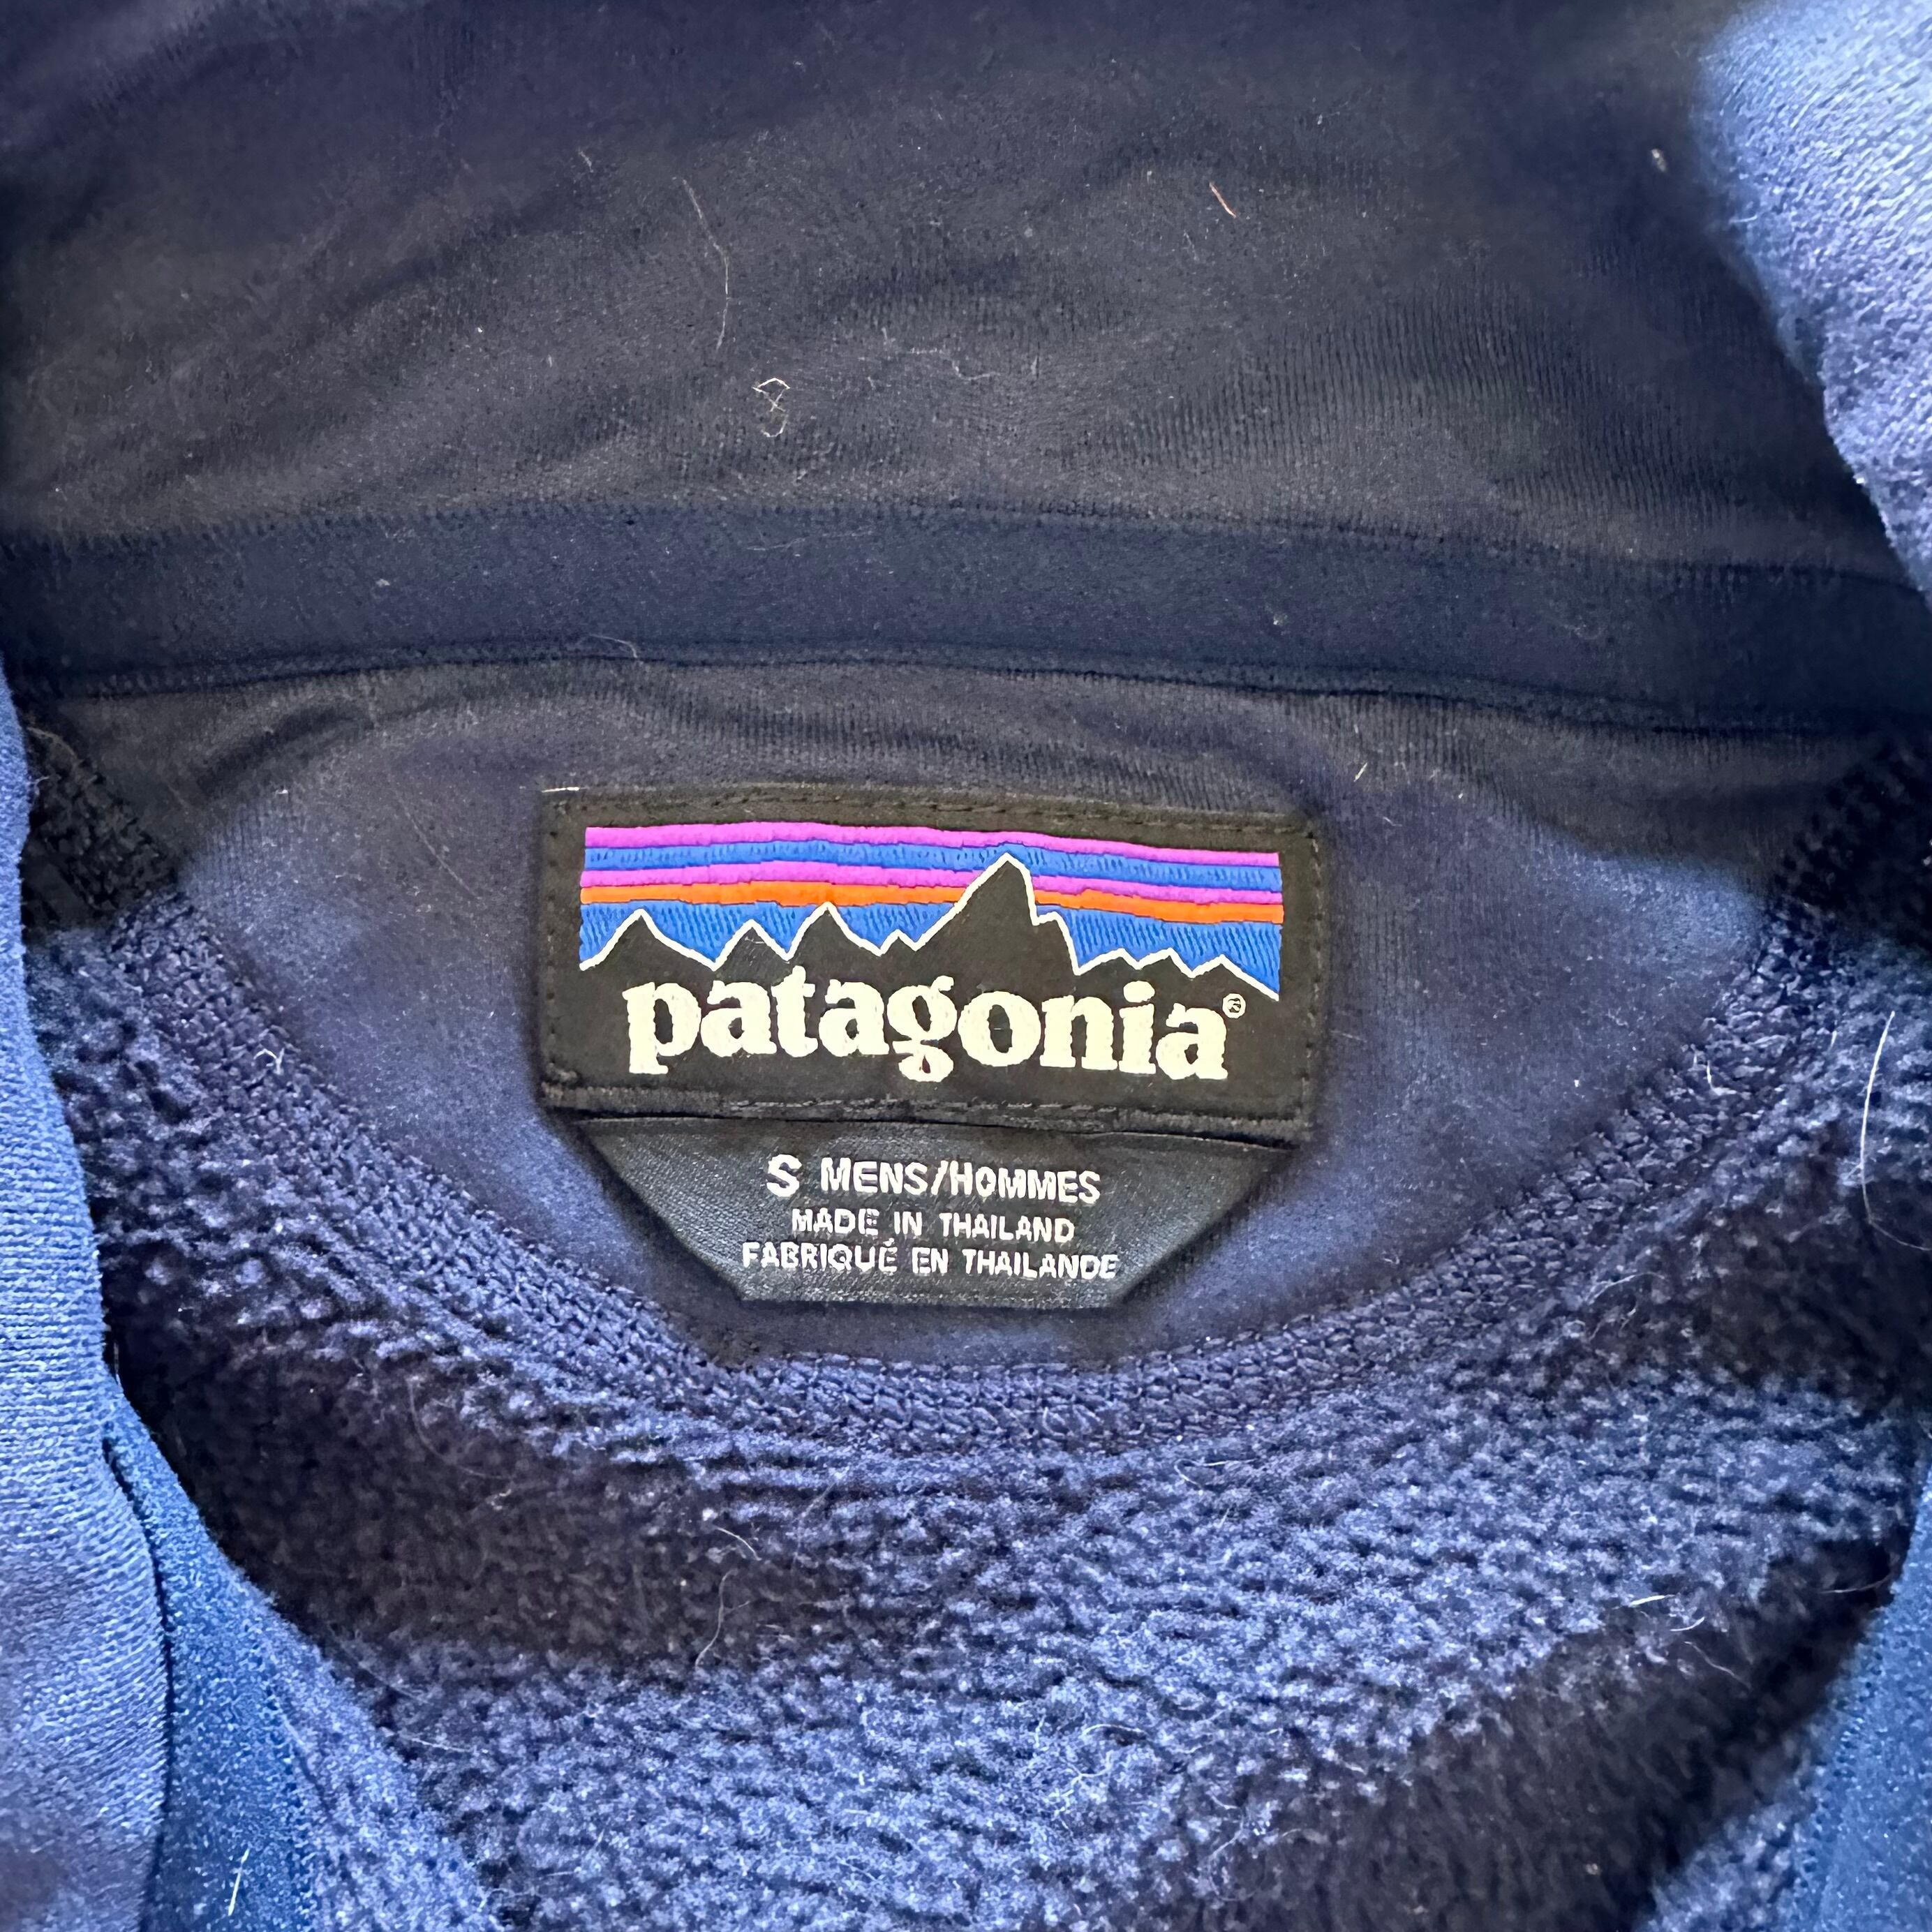 patagonia®
S MENS/HOMMES
MADE IN THAILAND
FABRIQUÉ EN THAILANDE